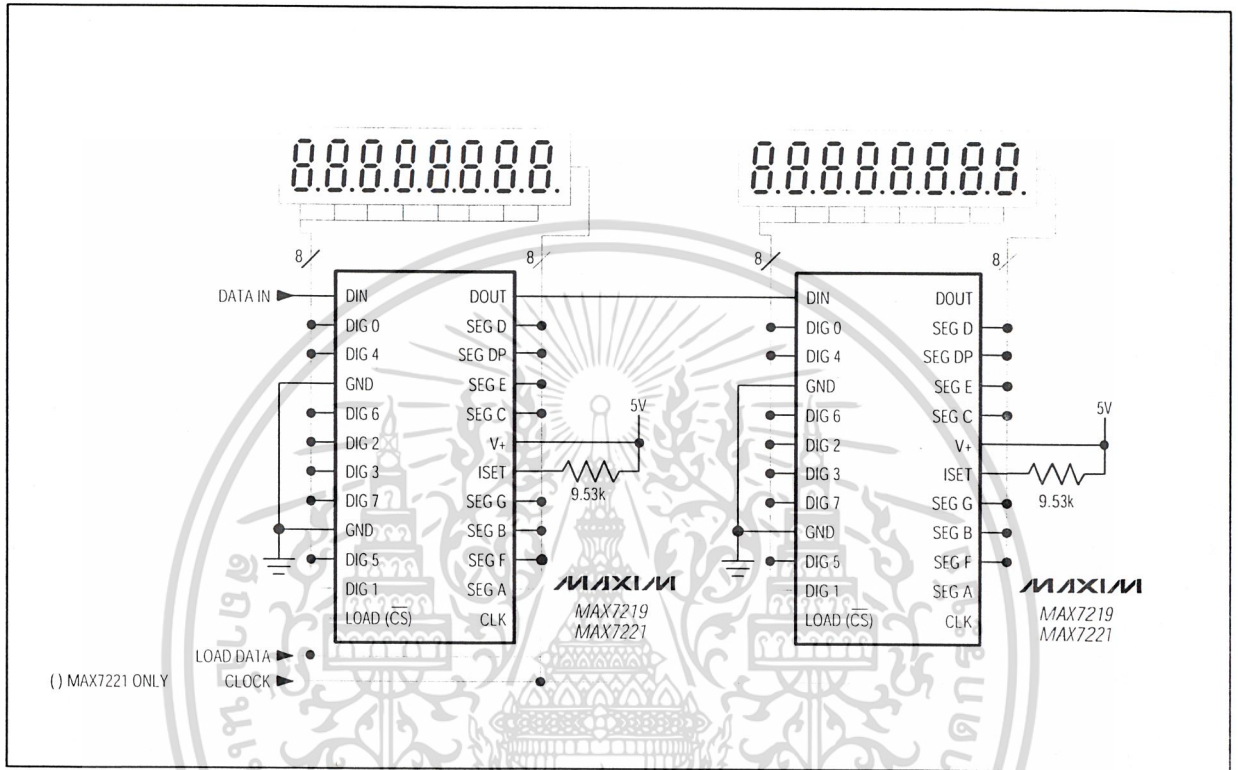 8.8.8.8.8.8.8.8.
8.8.8.8.8.8.8.8.
8
8
8
8
DATA IN
DIN
DIG 0
DIG 4
GND
DIG 6
DIG 2
DIG 3
DIG 7
GND
DIG 5
DIG 1
LOAD (C̅S̅)
DOUT
SEG D
SEG DP
SEG E
SEG C
V+
ISET
SEG G
SEG B
SEG F
SEG A
CLK
5V
9.53k
MAXIM
MAX7219
MAX7221
DIN
DIG 0
DIG 4
GND
DIG 6
DIG 2
DIG 3
DIG 7
GND
DIG 5
DIG 1
LOAD (C̅S̅)
DOUT
SEG D
SEG DP
SEG E
SEG C
V+
ISET
SEG G
SEG B
SEG F
SEG A
CLK
5V
9.53k
MAXIM
MAX7219
MAX7221
LOAD DATA
( ) MAX7221 ONLY
CLOCK